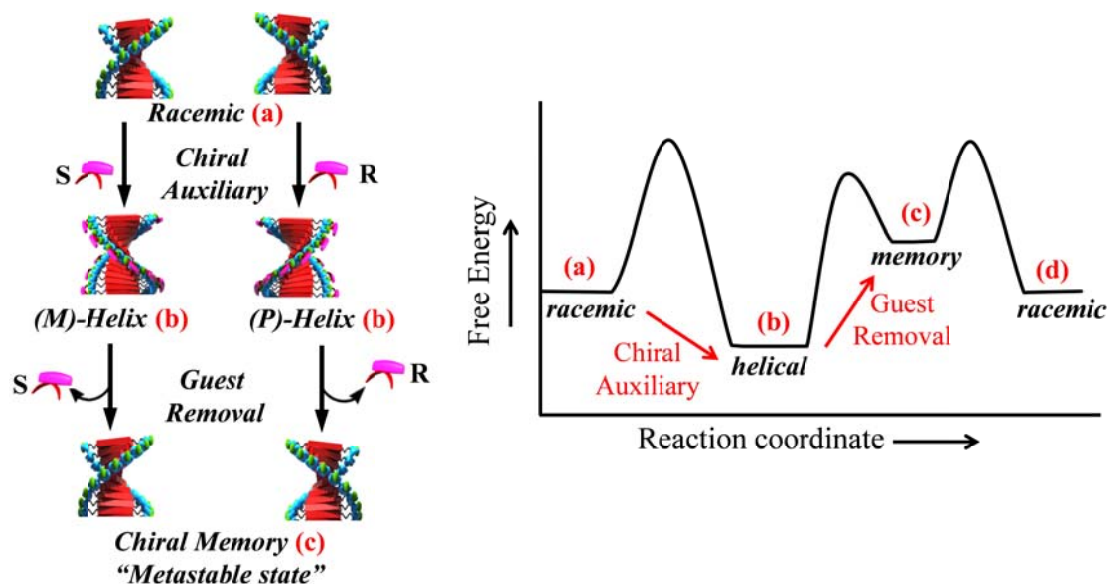 Racemic (a)
Chiral
Auxiliary
S
R
(M)-Helix (b)
(P)-Helix (b)
S
R
Guest
Removal
Chiral Memory (c)
“Metastable state”
Free Energy
(a)
racemic
Chiral
Auxiliary
(b)
helical
(c)
memory
Guest
Removal
(d)
racemic
Reaction coordinate